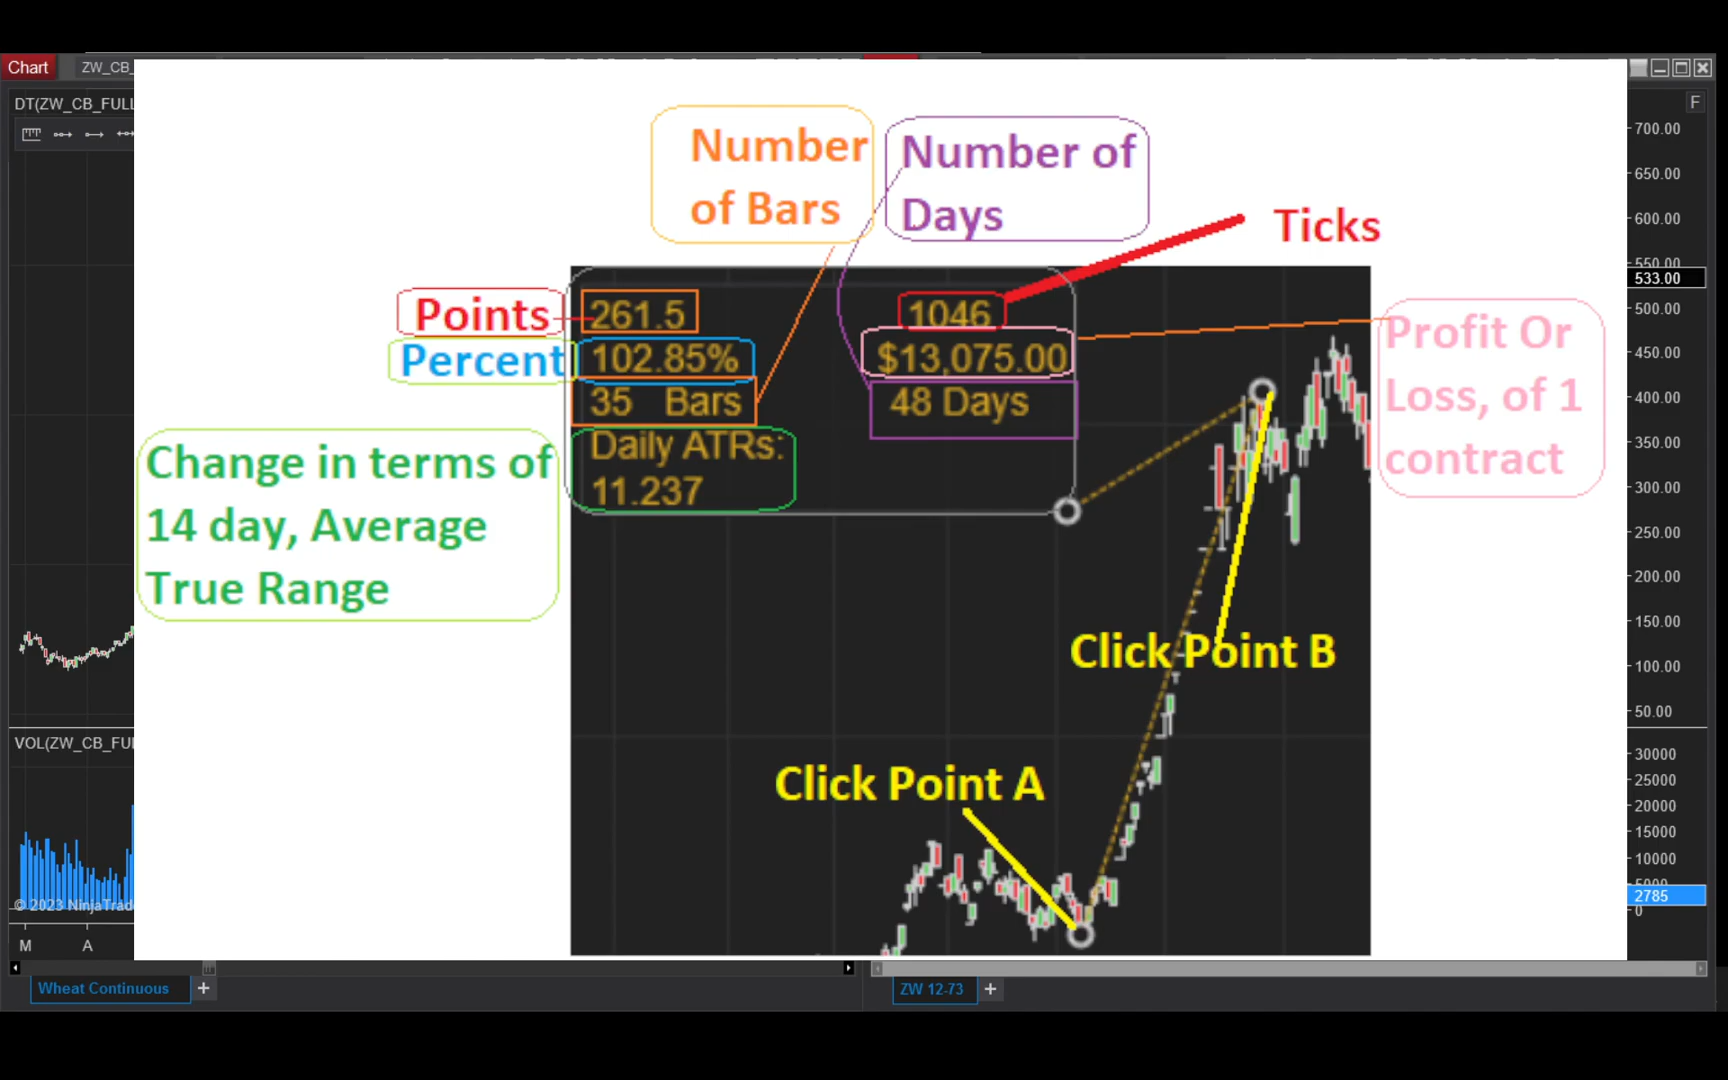 Chart
ZW_CB_
DT(ZW_CB_FULL
F
Number
of Bars
Number of
Days
Ticks
Points
261.5
1046
Percent
102.85%
$13,075.00
35 Bars
48 Days
Daily ATRs:
11.237
Change in terms of
14 day, Average
True Range
Profit Or
Loss, of 1
contract
Click Point B
Click Point A
700.00
650.00
600.00
550.00
533.00
500.00
450.00
400.00
350.00
300.00
250.00
200.00
150.00
100.00
50.00
VOL(ZW_CB_FU
30000
25000
20000
15000
10000
5000
2785
0
© 2023 NinjaTrad
M
A
Wheat Continuous
+
ZW 12-73
+